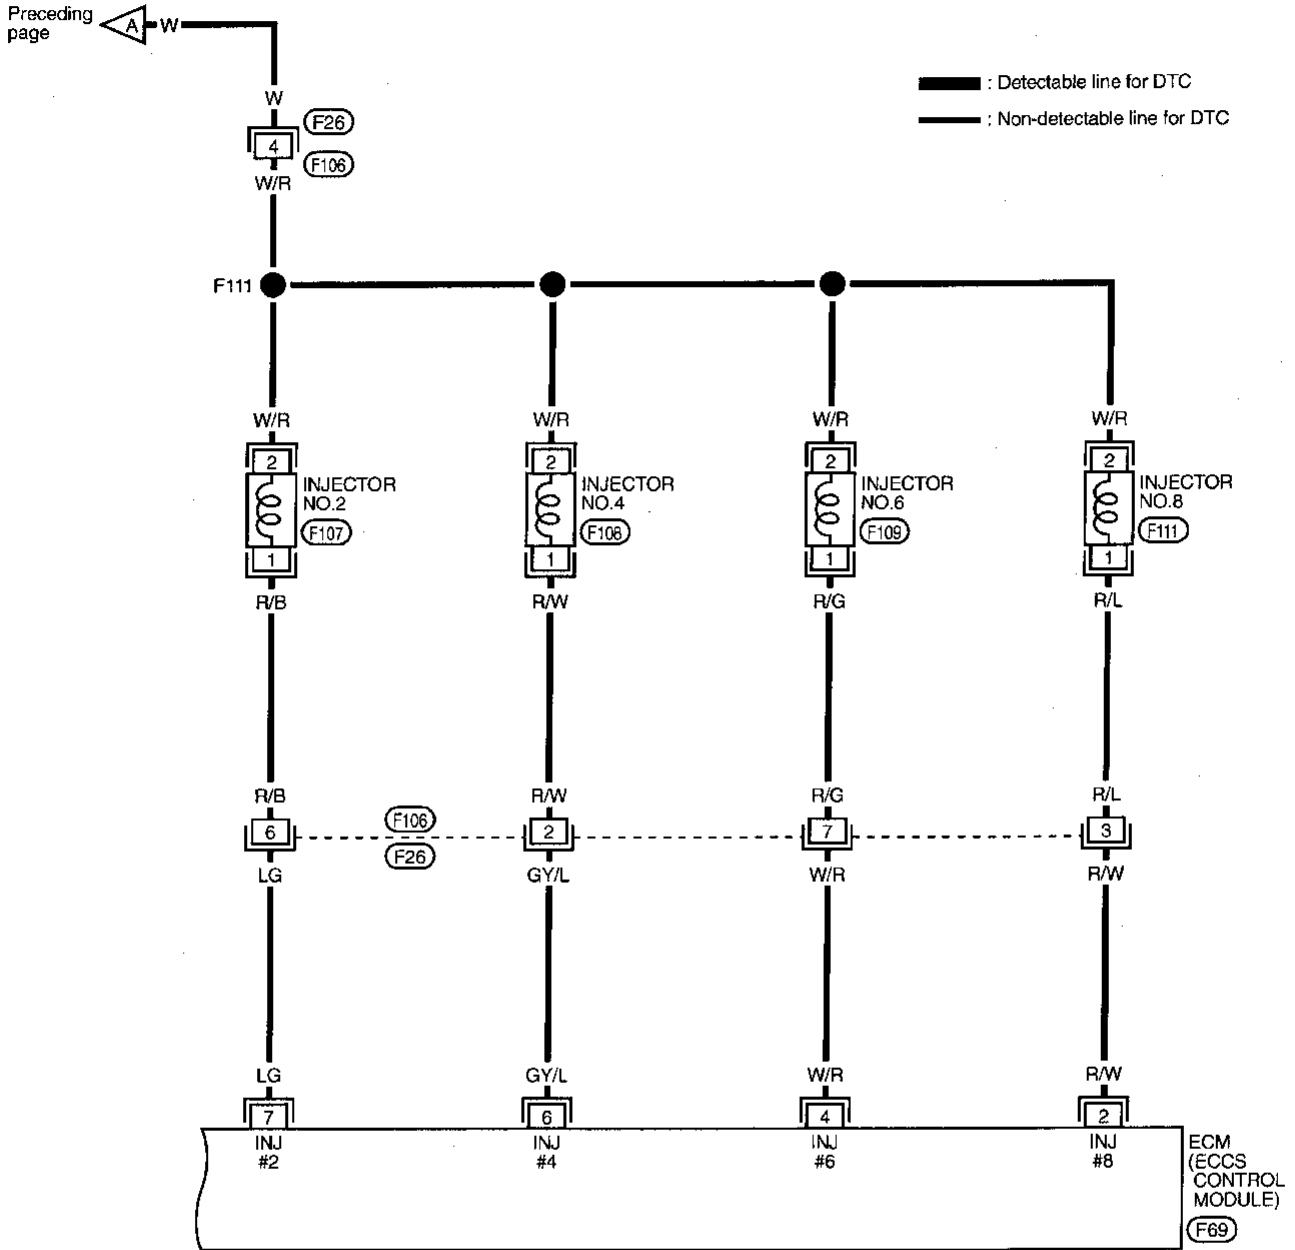 Preceding
page
A
W
W
: Detectable line for DTC
: Non-detectable line for DTC
F26
4
F106
W/R
F111
W/R W/R W/R W/R
2 2 2 2
INJECTOR
NO.2
F107
INJECTOR
NO.4
F108
INJECTOR
NO.6
F109
INJECTOR
NO.8
F111
1 1 1 1
R/B R/W R/G R/L
R/B R/W R/G R/L
F106
6 2 7 3
F26
LG GY/L W/R R/W
LG GY/L W/R R/W
7 6 4 2
INJ
#2
INJ
#4
INJ
#6
INJ
#8
ECM
(ECCS
CONTROL
MODULE)
F69